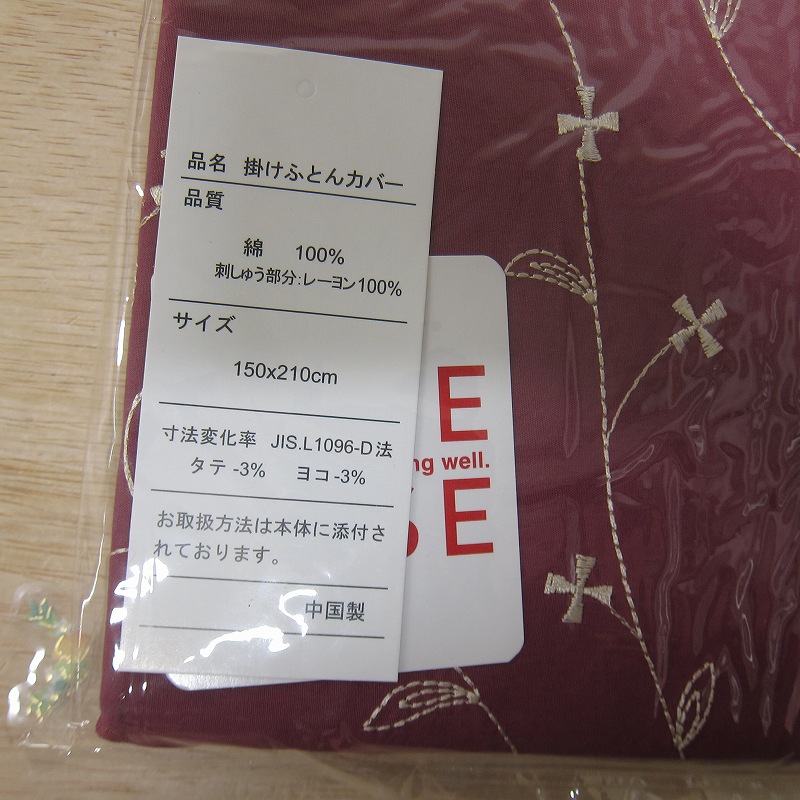 品名 掛けふとんカバー
品質
綿 100%
刺しゅう部分:レーヨン100%
サイズ
150x210cm
寸法変化率 JIS.L1096-D法
タテ-3% ヨコ-3%
お取扱方法は本体に添付さ
れております。
中国製
E
well.
E